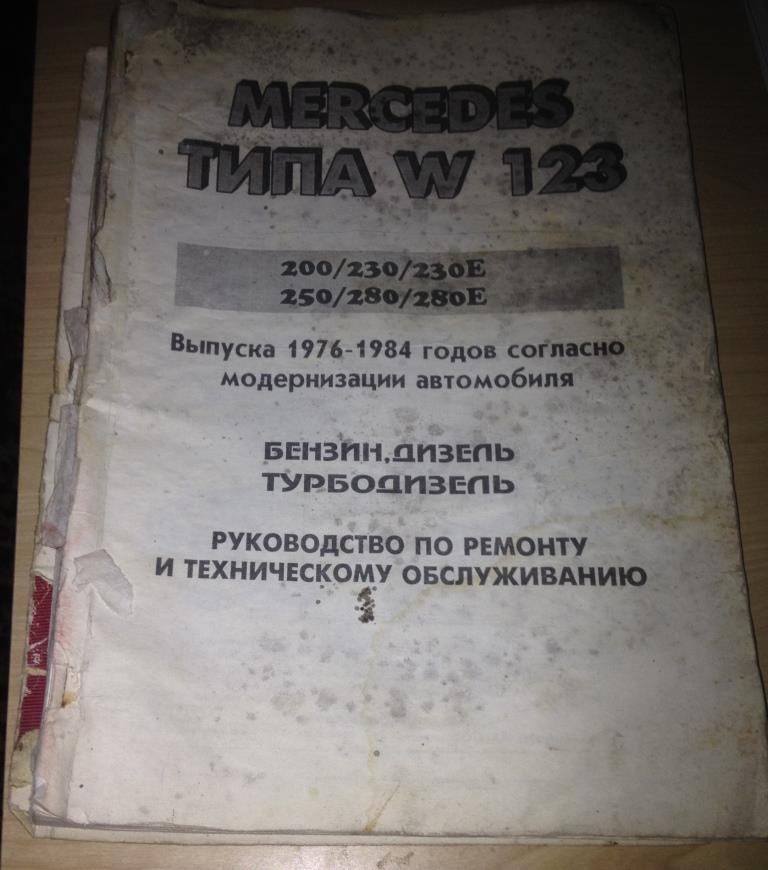 MERCEDES
ТИПА W 123
200/230/230E
250/280/280E
Выпуска 1976-1984 годов согласно
модернизации автомобиля
БЕНЗИН,ДИЗЕЛЬ
ТУРБОДИЗЕЛЬ
РУКОВОДСТВО ПО РЕМОНТУ
И ТЕХНИЧЕСКОМУ ОБСЛУЖИВАНИЮ